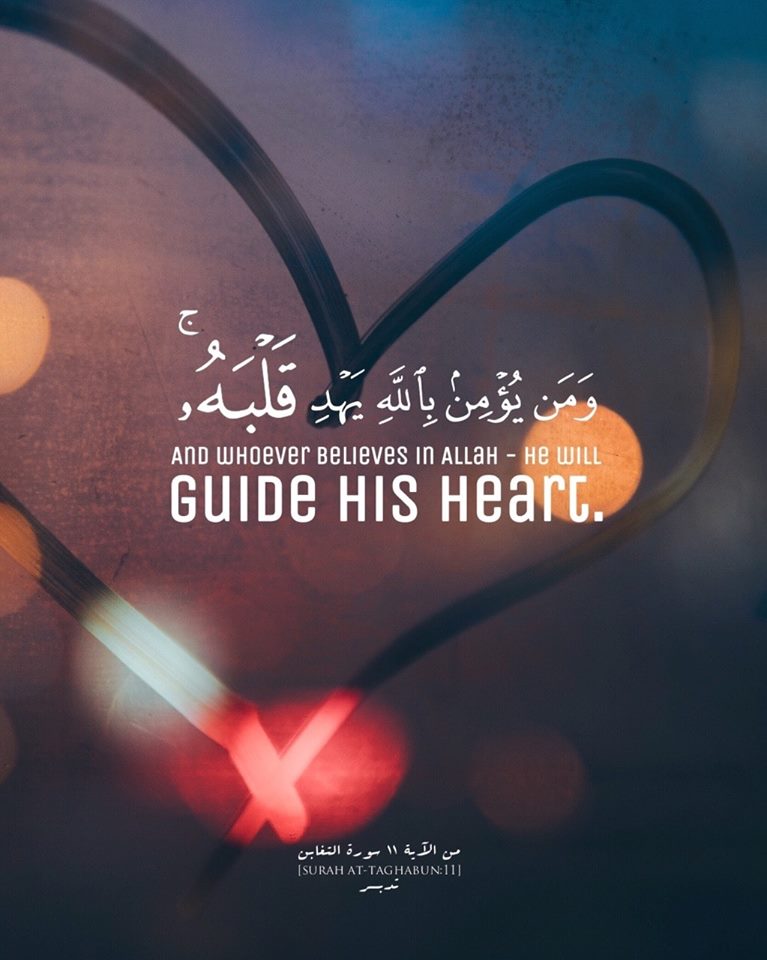 وَمَن يُؤْمِنۢ بِٱللَّهِ يَهْدِ قَلْبَهُۥ ۚ
AND WHOEVER BELIEVES IN ALLAH - HE WILL
GUIDE HIS HEART.
من الآية ١١ سورة التغابن
[SURAH AT-TAGHABUN:11]
تدبر